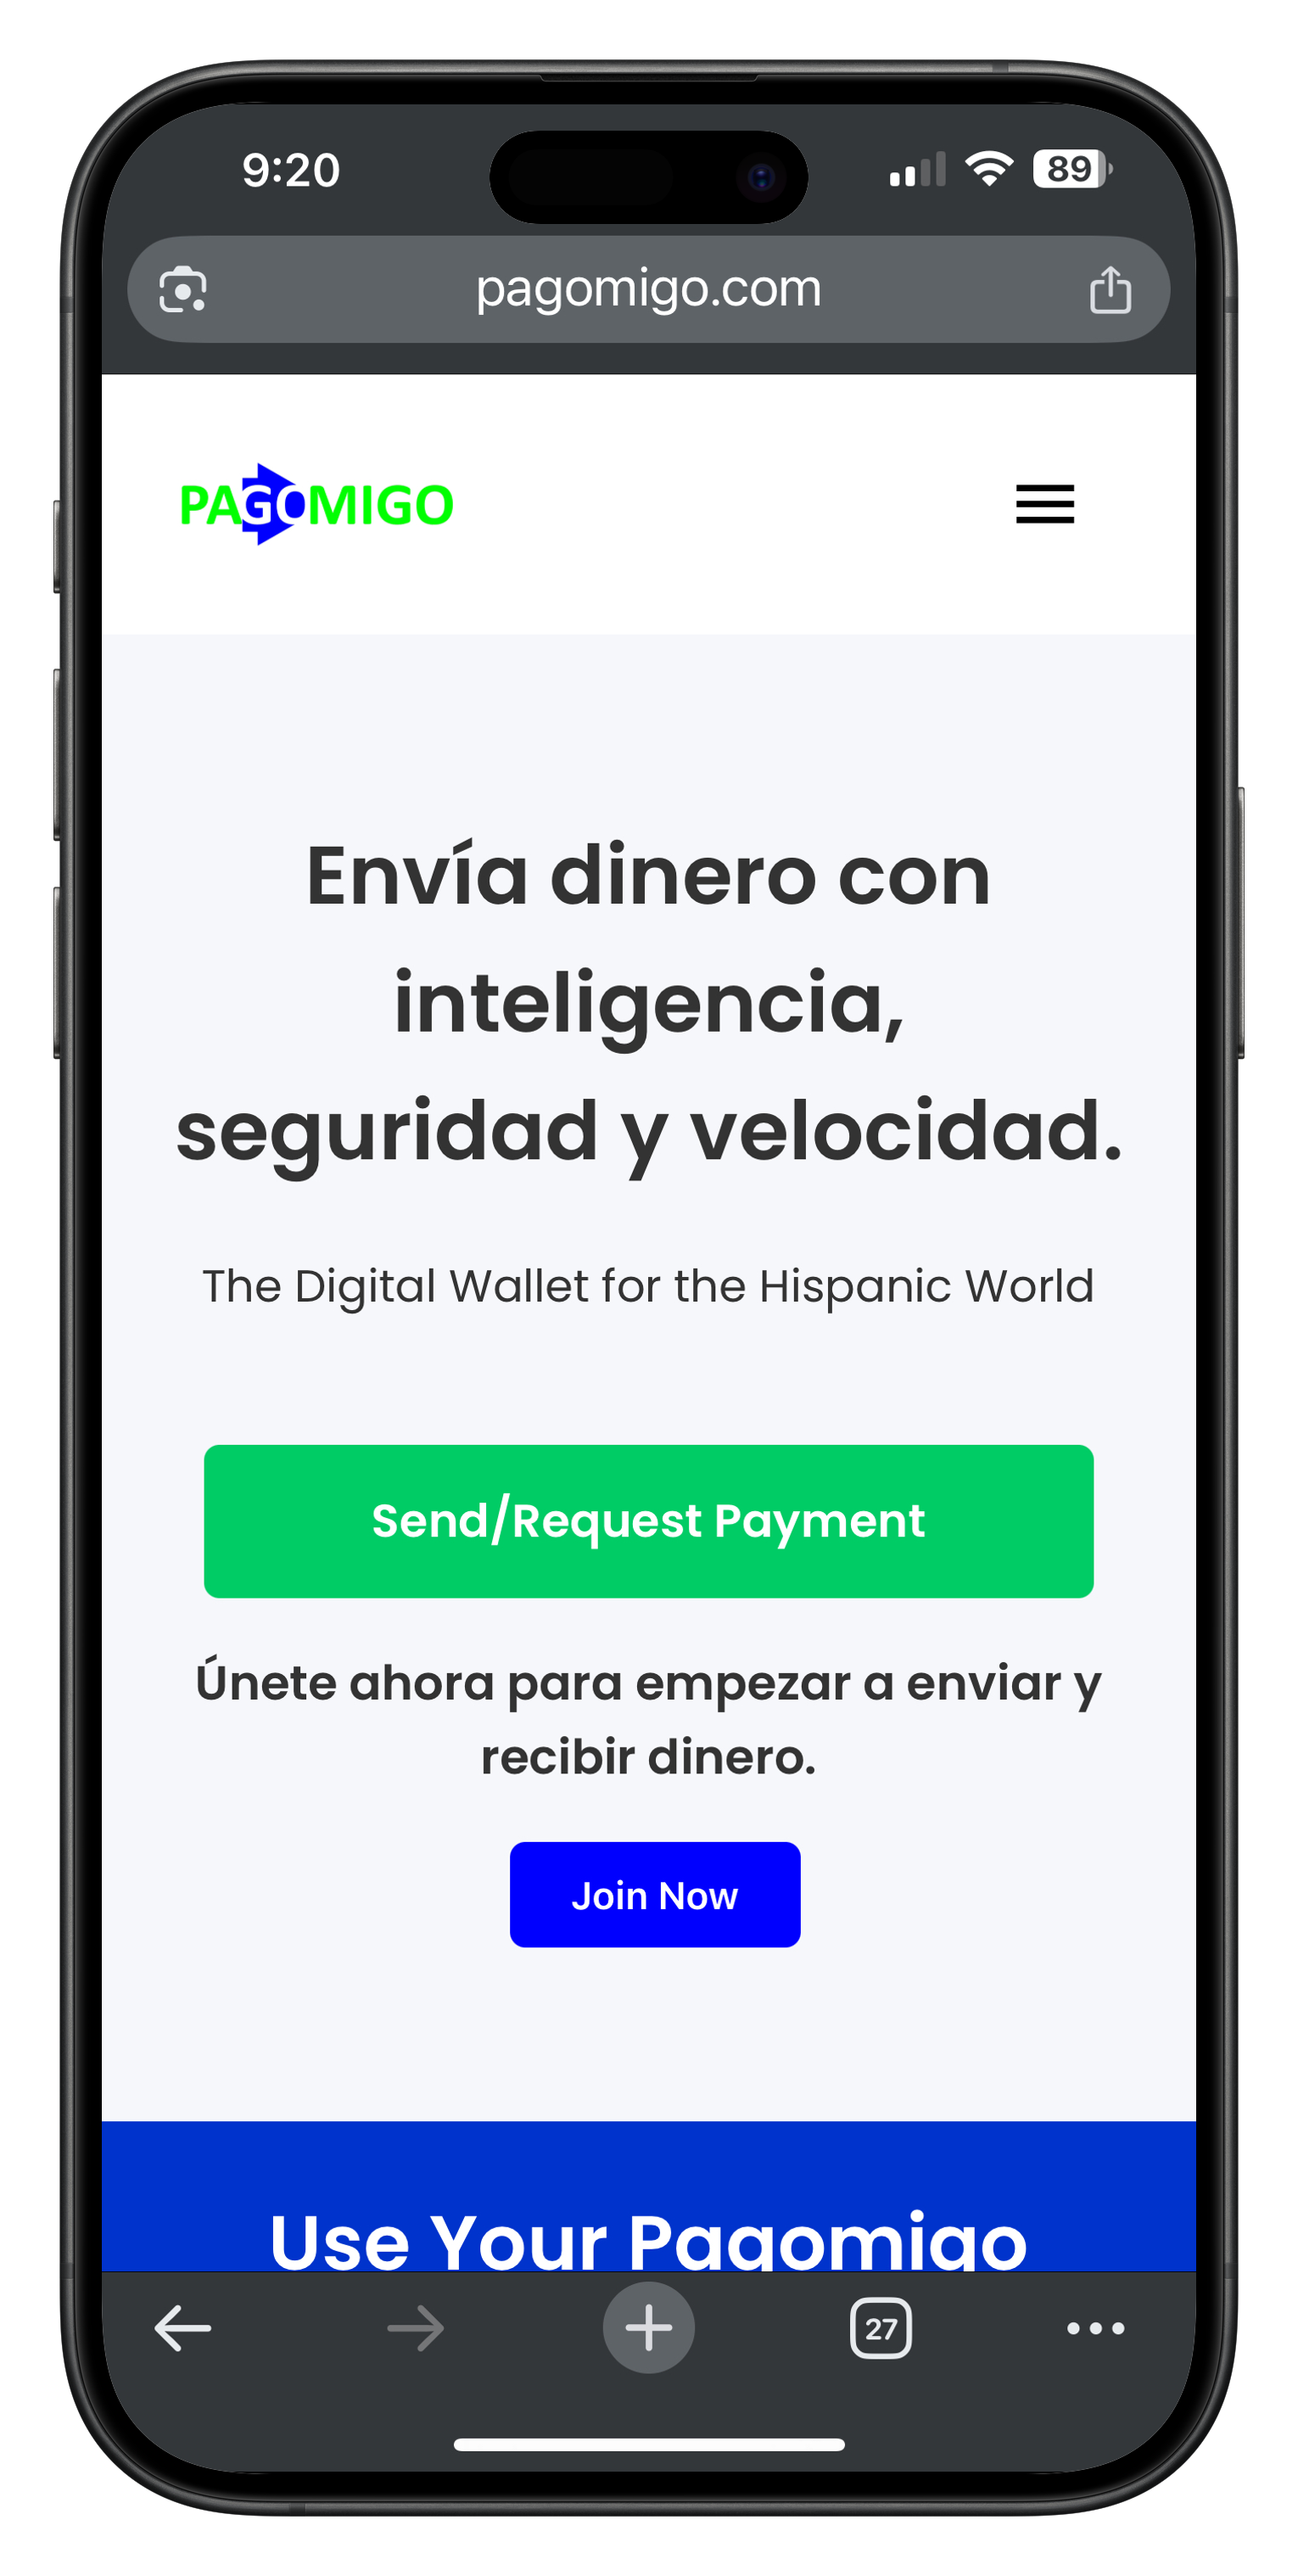 9:20
89
pagomigo.com
PAGOMIGO
Envía dinero con
inteligencia,
seguridad y velocidad.
The Digital Wallet for the Hispanic World
Send/Request Payment
Únete ahora para empezar a enviar y
recibir dinero.
Join Now
Use Your Pagomigo
27